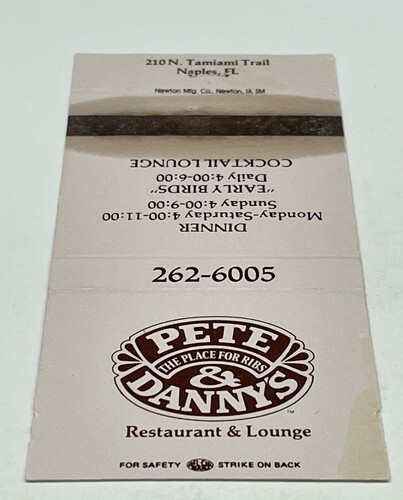 210 N. Tamiami Trail
Naples, FL
Newton Mfg. Co., Newton, IA SM
DINNER
Monday-Saturday 4:00-11:00
Sunday 4:00-9:00
"EARLY BIRDS"
Daily 4:00-6:00
COCKTAIL LOUNGE
262-6005
PETE
THE PLACE FOR RIBS
&
DANNY'S
™
Restaurant & Lounge
FOR SAFETY STRIKE ON BACK